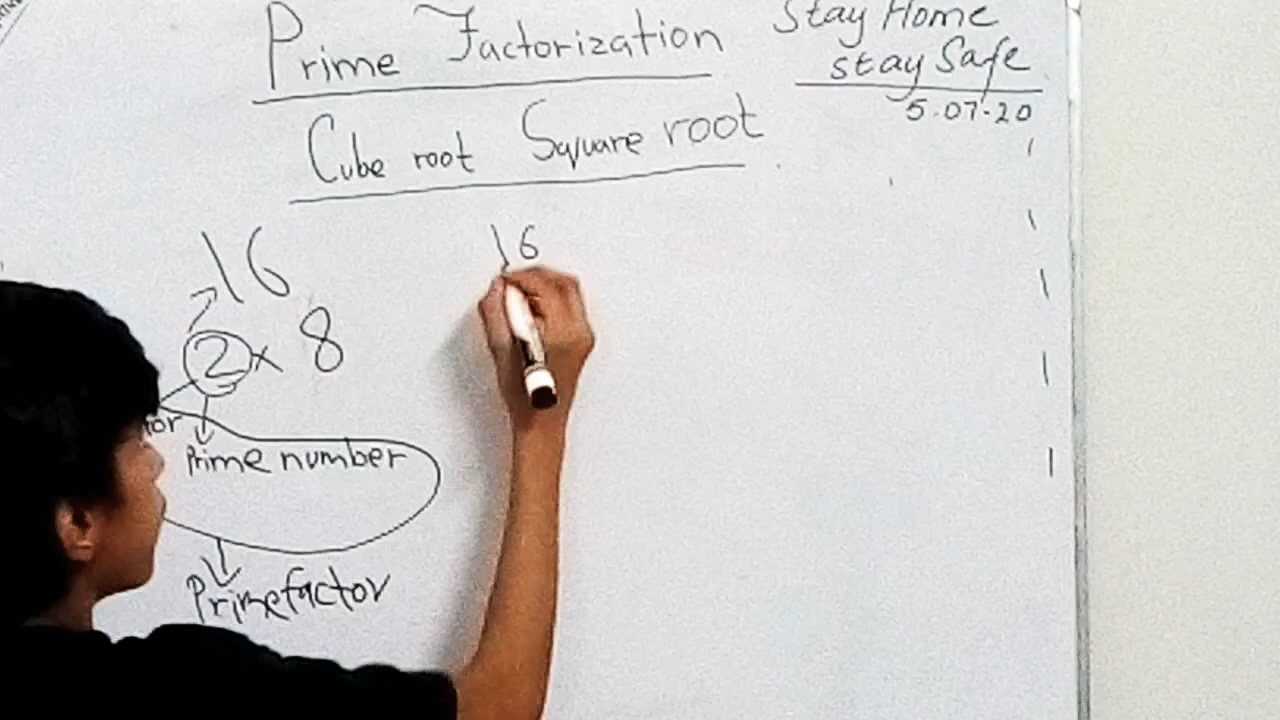 Prime Factorization
Stay Home
stay Safe
5.07.20
Cube root Square root
16
2 x 8
Prime number
Primefactor
16